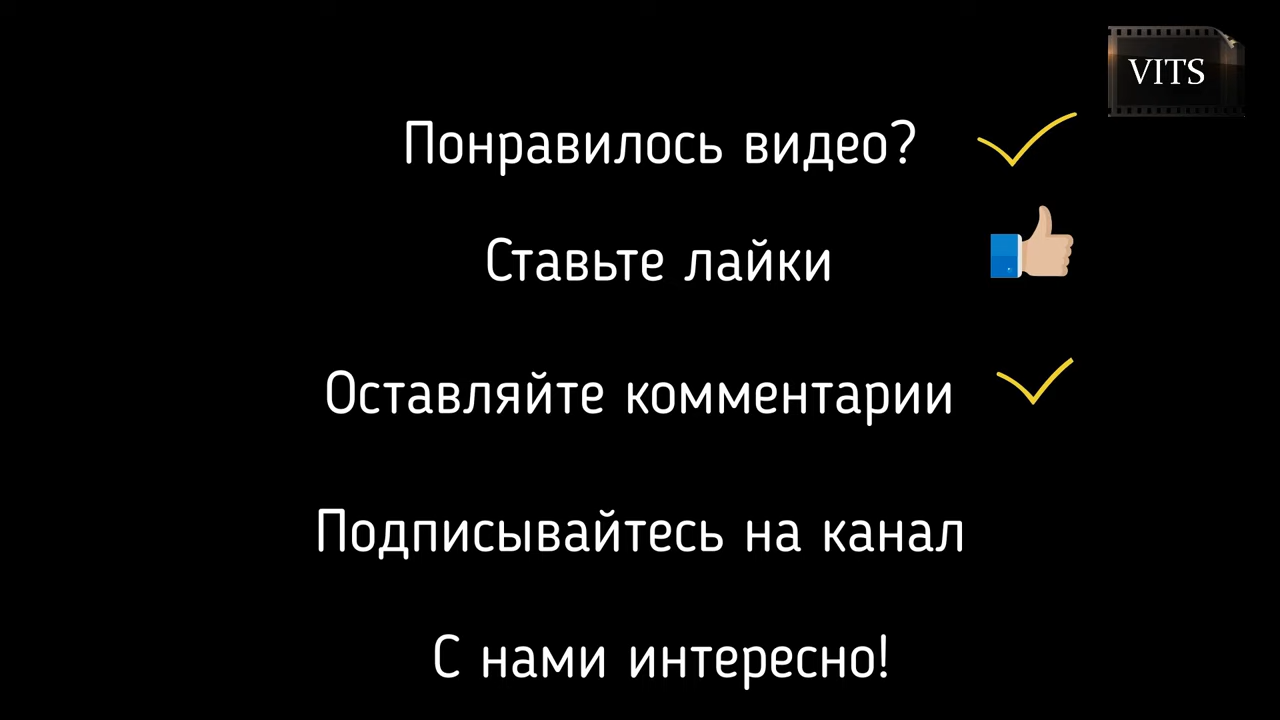 VITS
Понравилось видео?
Ставьте лайки
Оставляйте комментарии
Подписывайтесь на канал
С нами интересно!